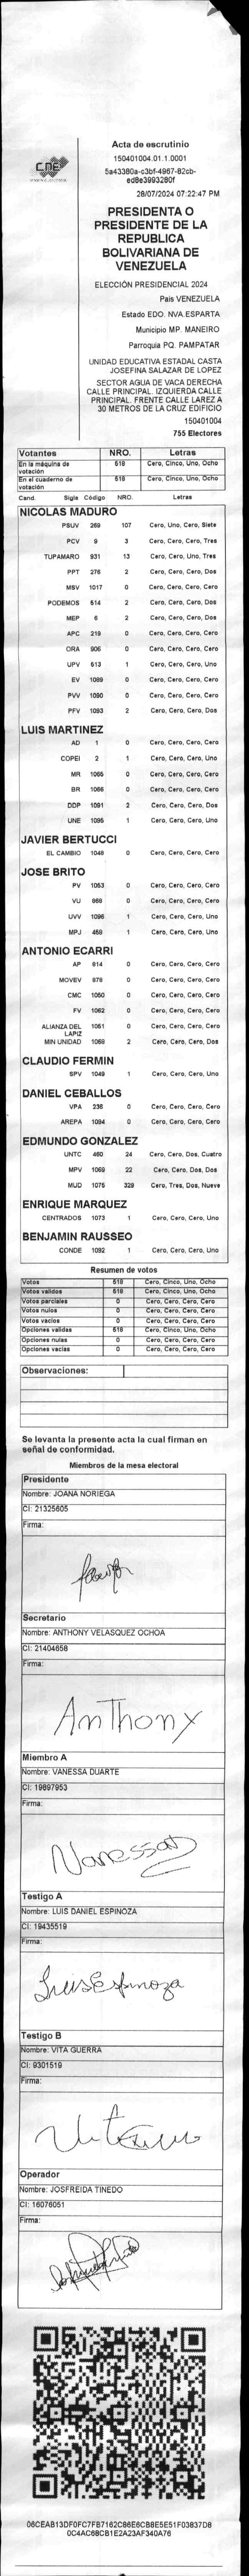 Acta de escrutinio
150401004.01.1.0001
5a43380a-c3bf-4967-82cb-
ed8e3993280f
28/07/2024 07:22:47 PM
CNE
PRESIDENTA O
PRESIDENTE DE LA
REPUBLICA
BOLIVARIANA DE
VENEZUELA
ELECCIÓN PRESIDENCIAL 2024
Pais VENEZUELA
Estado EDO. NVA.ESPARTA
Municipio MP. MANEIRO
Parroquia PQ. PAMPATAR
UNIDAD EDUCATIVA ESTADAL CASTA
JOSEFINA SALAZAR DE LOPEZ
SECTOR AGUA DE VACA DERECHA
CALLE PRINCIPAL. IZQUIERDA CALLE
PRINCIPAL. FRENTE CALLE LAREZ A
30 METROS DE LA CRUZ EDIFICIO
150401004
755 Electores
Votantes NRO. Letras
En la máquina de votación 518 Cero, Cinco, Uno, Ocho
En el cuaderno de votación 518 Cero, Cinco, Uno, Ocho
Cand. Sigla Código NRO. Letras
NICOLAS MADURO
PSUV 269 107 Cero, Uno, Cero, Siete
PCV 9 3 Cero, Cero, Cero, Tres
TUPAMARO 931 13 Cero, Cero, Uno, Tres
PPT 276 2 Cero, Cero, Cero, Dos
MSV 1017 0 Cero, Cero, Cero, Cero
PODEMOS 514 2 Cero, Cero, Cero, Dos
MEP 6 2 Cero, Cero, Cero, Dos
APC 219 0 Cero, Cero, Cero, Cero
ORA 906 0 Cero, Cero, Cero, Cero
UPV 513 1 Cero, Cero, Cero, Uno
EV 1089 0 Cero, Cero, Cero, Cero
PVV 1090 0 Cero, Cero, Cero, Cero
PFV 1093 2 Cero, Cero, Cero, Dos
LUIS MARTINEZ
AD 1 0 Cero, Cero, Cero, Cero
COPEI 2 1 Cero, Cero, Cero, Uno
MR 1065 0 Cero, Cero, Cero, Cero
BR 1066 0 Cero, Cero, Cero, Cero
DDP 1091 2 Cero, Cero, Cero, Dos
UNE 1095 1 Cero, Cero, Cero, Uno
JAVIER BERTUCCI
EL CAMBIO 1048 0 Cero, Cero, Cero, Cero
JOSE BRITO
PV 1053 0 Cero, Cero, Cero, Cero
VU 868 0 Cero, Cero, Cero, Cero
UVV 1096 1 Cero, Cero, Cero, Uno
MPJ 458 1 Cero, Cero, Cero, Uno
ANTONIO ECARRI
AP 814 0 Cero, Cero, Cero, Cero
MOVEV 878 0 Cero, Cero, Cero, Cero
CMC 1050 0 Cero, Cero, Cero, Cero
FV 1062 0 Cero, Cero, Cero, Cero
ALIANZA DEL LAPIZ 1051 0 Cero, Cero, Cero, Cero
MIN UNIDAD 1068 2 Cero, Cero, Cero, Dos
CLAUDIO FERMIN
SPV 1049 1 Cero, Cero, Cero, Uno
DANIEL CEBALLOS
VPA 236 0 Cero, Cero, Cero, Cero
AREPA 1094 0 Cero, Cero, Cero, Cero
EDMUNDO GONZALEZ
UNTC 460 24 Cero, Cero, Dos, Cuatro
MPV 1069 22 Cero, Cero, Dos, Dos
MUD 1075 329 Cero, Tres, Dos, Nueve
ENRIQUE MARQUEZ
CENTRADOS 1073 1 Cero, Cero, Cero, Uno
BENJAMIN RAUSSEO
CONDE 1092 1 Cero, Cero, Cero, Uno
Resumen de votos
Votos 518 Cero, Cinco, Uno, Ocho
Votos validos 518 Cero, Cinco, Uno, Ocho
Votos parciales 0 Cero, Cero, Cero, Cero
Votos nulos 0 Cero, Cero, Cero, Cero
Votos vacios 0 Cero, Cero, Cero, Cero
Opciones validas 518 Cero, Cinco, Uno, Ocho
Opciones nulas 0 Cero, Cero, Cero, Cero
Opciones vacias 0 Cero, Cero, Cero, Cero
Observaciones:
Se levanta la presente acta la cual firman en
señal de conformidad.
Miembros de la mesa electoral
Presidente
Nombre: JOANA NORIEGA
CI: 21325605
Firma:
Secretario
Nombre: ANTHONY VELASQUEZ OCHOA
CI: 21404658
Firma:
Anthony
Miembro A
Nombre: VANESSA DUARTE
CI: 19897953
Firma:
Vanessa
Testigo A
Nombre: LUIS DANIEL ESPINOZA
CI: 19435519
Firma:
Luis Espinoza
Testigo B
Nombre: VITA GUERRA
CI: 9301519
Firma:
Operador
Nombre: JOSFREIDA TINEDO
CI: 16076051
Firma:
06CEAB13DF0FC7FB7162C86E6CB8E5E51F03837D8
0C4AC68CB1E2A23AF340A76